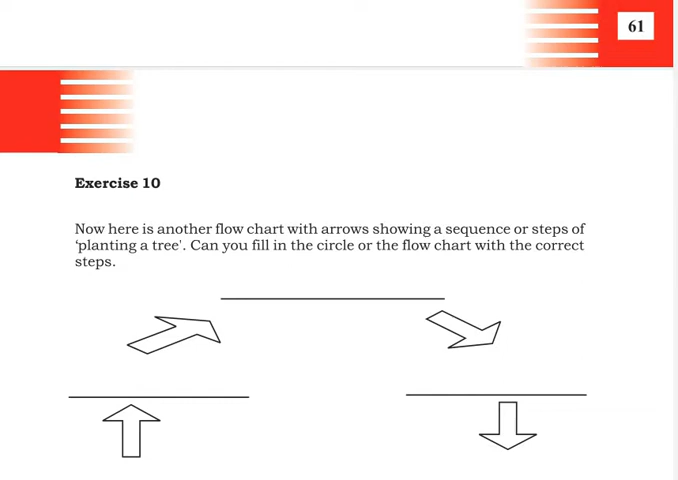 61
Exercise 10
Now here is another flow chart with arrows showing a sequence or steps of
‘planting a tree'. Can you fill in the circle or the flow chart with the correct
steps.